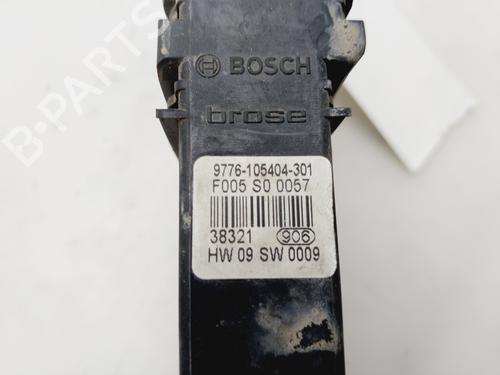 BOSCH
brose
9776-105404-301
F005 S0 0057
38321 906
HW 09 SW 0009
B-PARTS